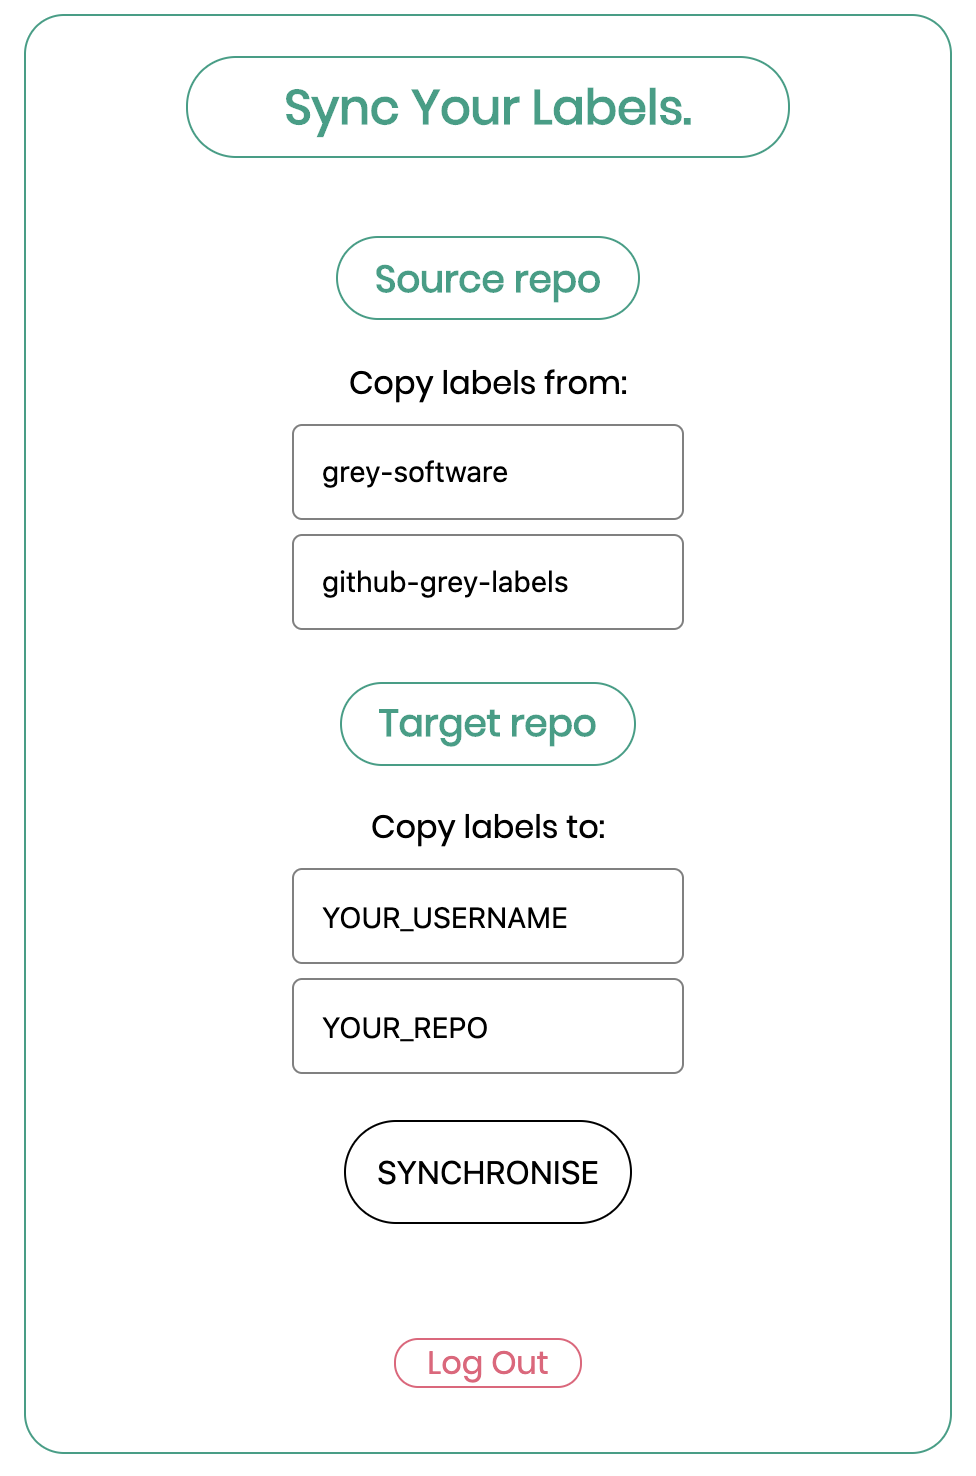 Sync Your Labels.
Source repo
Copy labels from:
grey-software
github-grey-labels
Target repo
Copy labels to:
YOUR_USERNAME
YOUR_REPO
SYNCHRONISE
Log Out